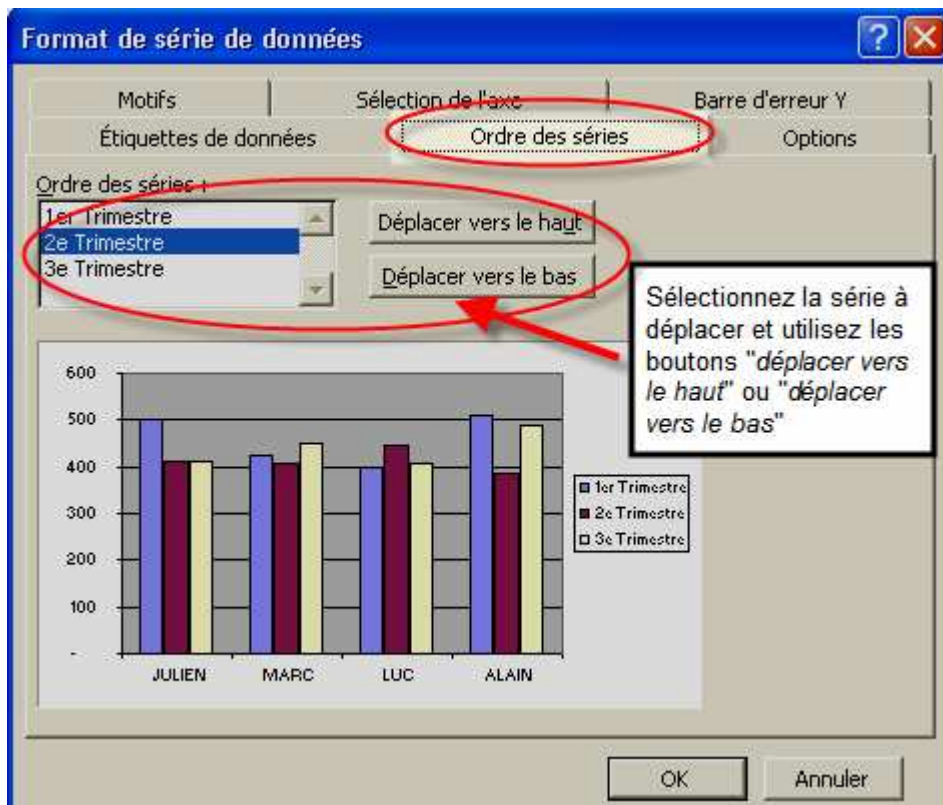 Format de série de données
Motifs
Sélection de l'axe
Barre d'erreur Y
Étiquettes de données
Ordre des séries
Options
Ordre des séries :
1er Trimestre
2e Trimestre
3e Trimestre
Déplacer vers le haut
Déplacer vers le bas
Sélectionnez la série à
déplacer et utilisez les
boutons "déplacer vers
le haut" ou "déplacer
vers le bas"
600
500
400
300
200
100
-
JULIEN
MARC
LUC
ALAIN
1er Trimestre
2e Trimestre
3e Trimestre
OK
Annuler